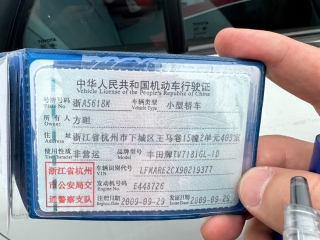 中华人民共和国机动车行驶证
Vehicle License of the People's Republic of China
号牌号码 浙A5618M 车辆类型 小型轿车
Plate No. Vehicle Type
所有人 方
Owner
住址 浙江省杭州市下城区王马巷15幢2单元403室
Address
使用性质 非营运 品牌型号 丰田牌TV7181GL-iD
Use Character Model
浙江省杭州
市公安局交
通警察支队
车辆识别代号 LFMARE2CX90219377
VIN
发动机号码 E448726
Engine No.
注册日期 2009-09-29 发证日期 2009-09-29
Register Date Issue Date